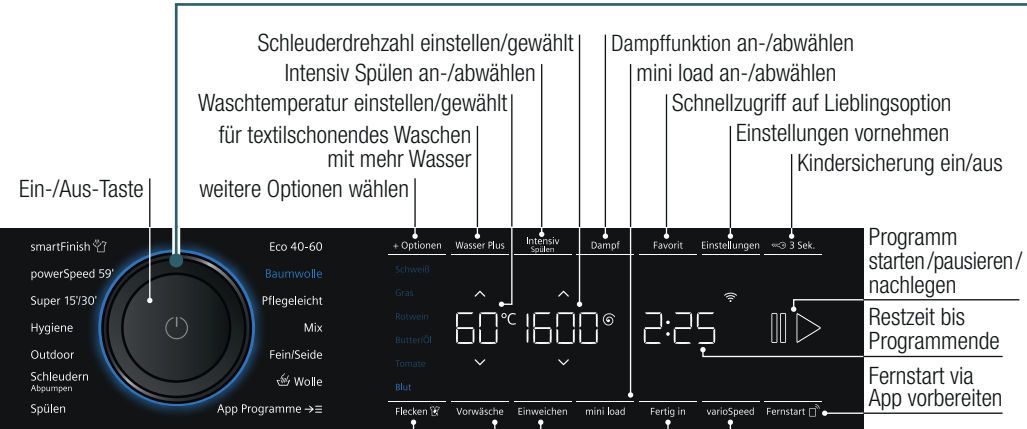 Schleuderdrehzahl einstellen/gewählt
Dampffunktion an-/abwählen
Intensiv Spülen an-/abwählen
mini load an-/abwählen
Waschtemperatur einstellen/gewählt
Schnellzugriff auf Lieblingsoption
für textilschonendes Waschen
mit mehr Wasser
Einstellungen vornehmen
Kindersicherung ein/aus
Ein-/Aus-Taste
weitere Optionen wählen
smartFinish
powerSpeed 59'
Super 15'/30'
Hygiene
Outdoor
Schleudern
Abpumpen
Spülen
Eco 40-60
Baumwolle
Pflegeleicht
Mix
Fein/Seide
Wolle
App Programme
+ Optionen
Wasser Plus
Intensiv
Spülen
Dampf
Favorit
Einstellungen
3 Sek.
Schweiß
Gras
Rotwein
Butter/Öl
Tomate
Blut
60°C
1600
2:25
Flecken
Vorwäsche
Einweichen
mini load
Fertig in
varioSpeed
Fernstart
Programm
starten/pausieren/
nachlegen
Restzeit bis
Programmende
Fernstart via
App vorbereiten